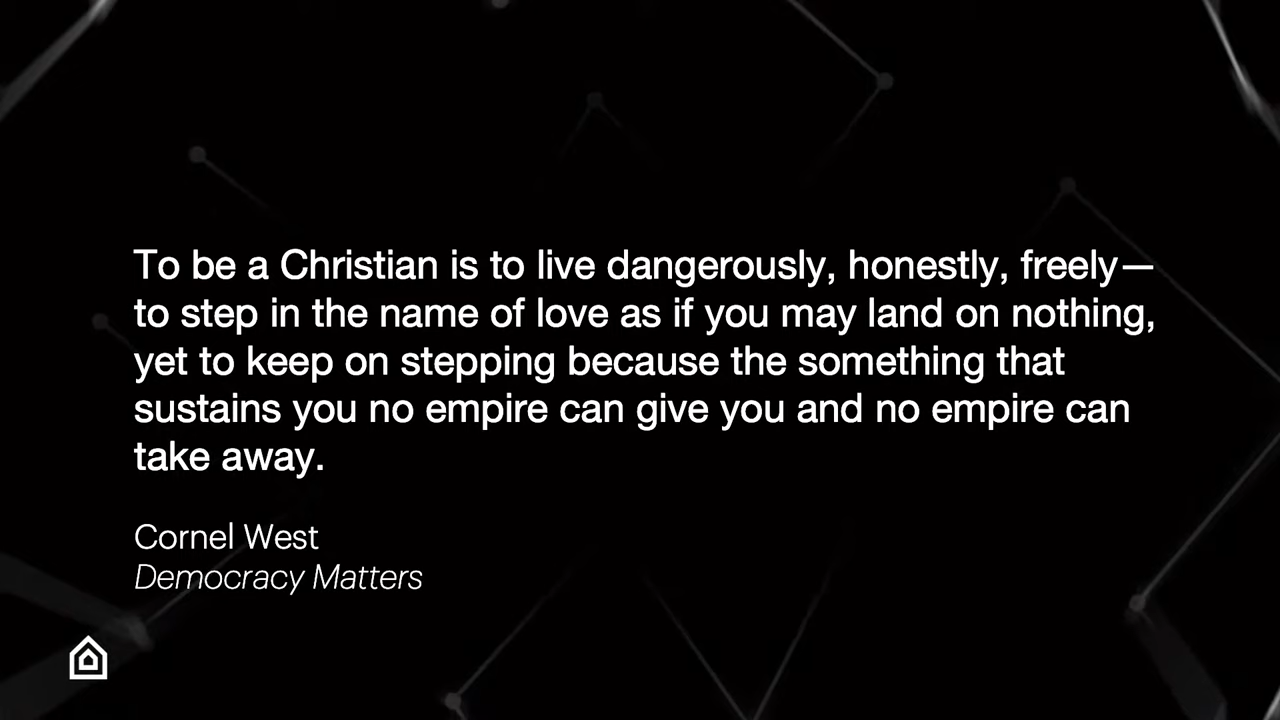 To be a Christian is to live dangerously, honestly, freely—
to step in the name of love as if you may land on nothing,
yet to keep on stepping because the something that
sustains you no empire can give you and no empire can
take away.
Cornel West
Democracy Matters